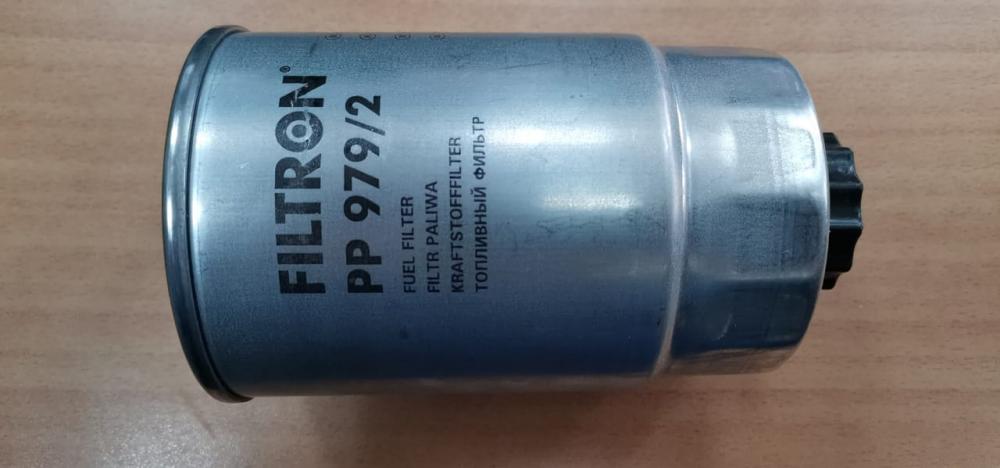 FILTRON®
PP 979/2
FUEL FILTER
FILTR PALIWA
KRAFTSTOFFFILTER
ТОПЛИВНЫЙ ФИЛЬТР